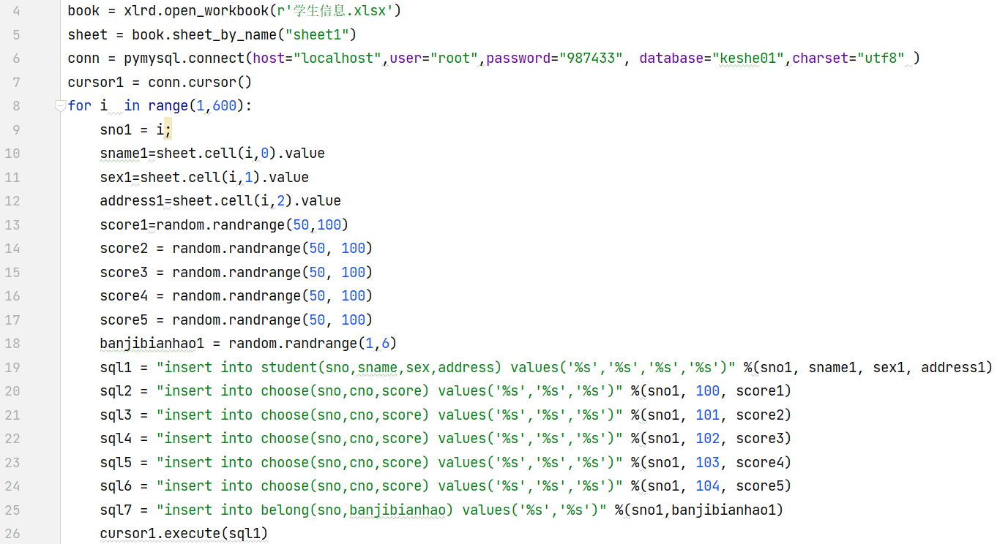 4 book = xlrd.open_workbook(r'学生信息.xlsx')
5 sheet = book.sheet_by_name("sheet1")
6 conn = pymysql.connect(host="localhost",user="root",password="987433", database="keshe01",charset="utf8" )
7 cursor1 = conn.cursor()
8 for i  in range(1,600):
9     sno1 = i;
10     sname1=sheet.cell(i,0).value
11     sex1=sheet.cell(i,1).value
12     address1=sheet.cell(i,2).value
13     score1=random.randrange(50,100)
14     score2 = random.randrange(50, 100)
15     score3 = random.randrange(50, 100)
16     score4 = random.randrange(50, 100)
17     score5 = random.randrange(50, 100)
18     banjibianhao1 = random.randrange(1,6)
19     sql1 = "insert into student(sno,sname,sex,address) values('%s','%s','%s','%s')" %(sno1, sname1, sex1, address1)
20     sql2 = "insert into choose(sno,cno,score) values('%s','%s','%s')" %(sno1, 100, score1)
21     sql3 = "insert into choose(sno,cno,score) values('%s','%s','%s')" %(sno1, 101, score2)
22     sql4 = "insert into choose(sno,cno,score) values('%s','%s','%s')" %(sno1, 102, score3)
23     sql5 = "insert into choose(sno,cno,score) values('%s','%s','%s')" %(sno1, 103, score4)
24     sql6 = "insert into choose(sno,cno,score) values('%s','%s','%s')" %(sno1, 104, score5)
25     sql7 = "insert into belong(sno,banjibianhao) values('%s','%s')" %(sno1,banjibianhao1)
26     cursor1.execute(sql1)